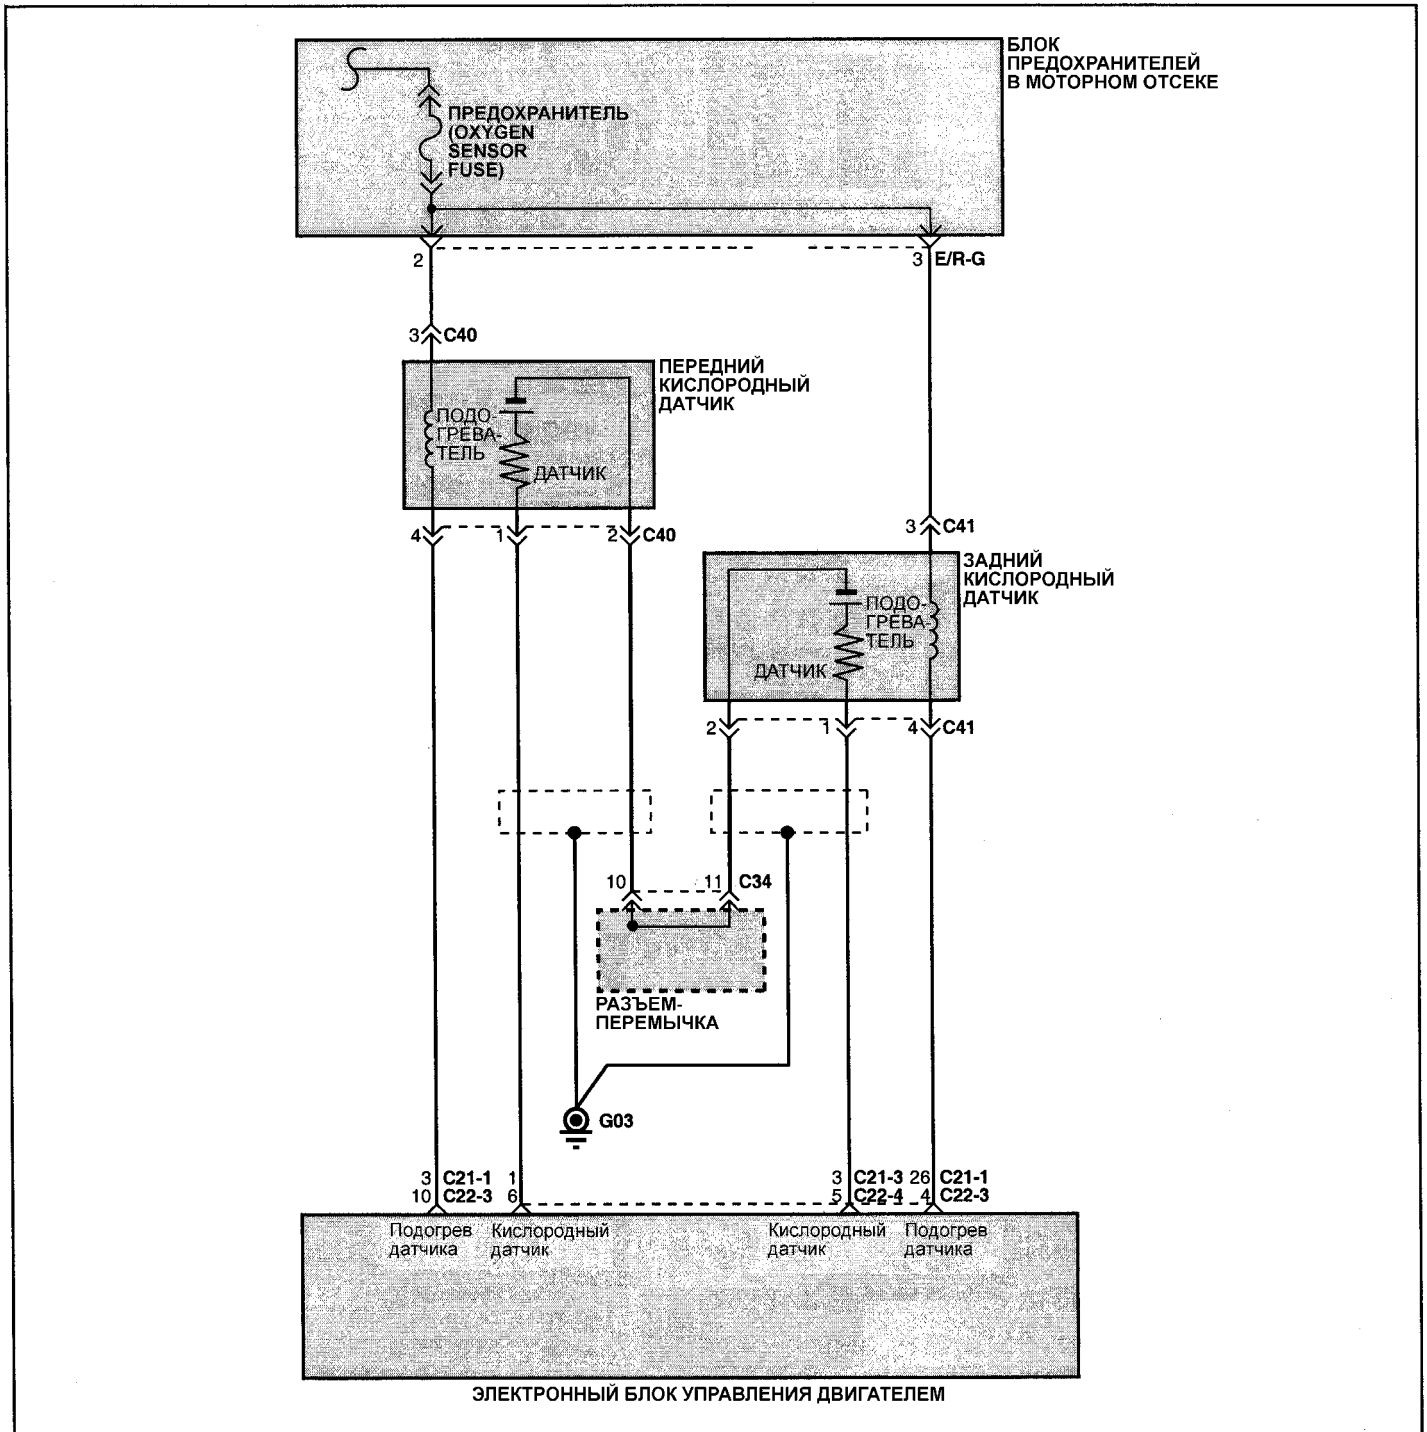 БЛОК
ПРЕДОХРАНИТЕЛЕЙ
В МОТОРНОМ ОТСЕКЕ
ПРЕДОХРАНИТЕЛЬ
(OXYGEN
SENSOR
FUSE)
2
3 E/R-G
3 C40
ПЕРЕДНИЙ
КИСЛОРОДНЫЙ
ДАТЧИК
ПОДО-
ГРЕВА-
ТЕЛЬ
ДАТЧИК
4 1 2 C40
3 C41
ЗАДНИЙ
КИСЛОРОДНЫЙ
ДАТЧИК
ПОДО-
ГРЕВА-
ТЕЛЬ
ДАТЧИК
2 1 4 C41
10 11 C34
РАЗЪЕМ-
ПЕРЕМЫЧКА
G03
3 C21-1 1 3 C21-3 26 C21-1
10 C22-3 6 5 C22-4 4 C22-3
Подогрев
датчика
Кислородный
датчик
Кислородный
датчик
Подогрев
датчика
ЭЛЕКТРОННЫЙ БЛОК УПРАВЛЕНИЯ ДВИГАТЕЛЕМ